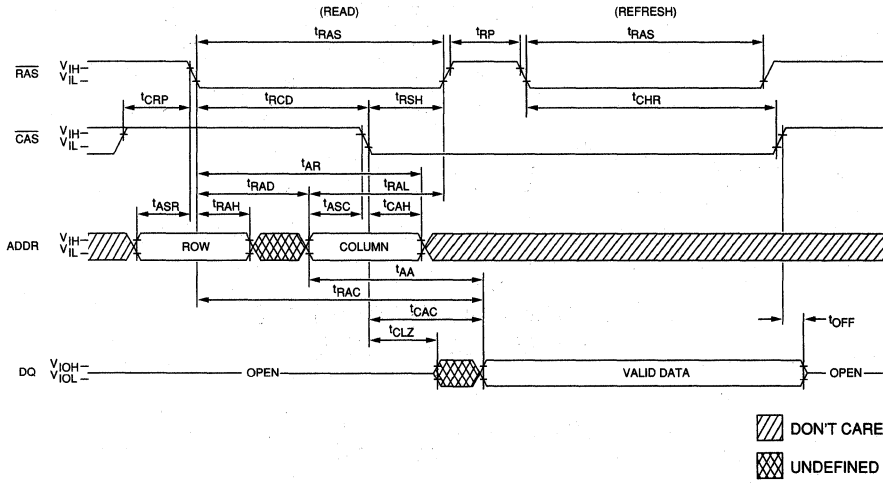 (READ) (REFRESH)
tRAS tRP tRAS
RAS VIH VIL
tCRP tRCD tRSH tCHR
CAS VIH VIL
tAR
tRAD tRAL
tASR tRAH tASC tCAH
ADDR VIH VIL ROW COLUMN
tAA
tRAC
tCAC tOFF
tCLZ
DQ VIOH VIOL OPEN VALID DATA OPEN
DON'T CARE
UNDEFINED